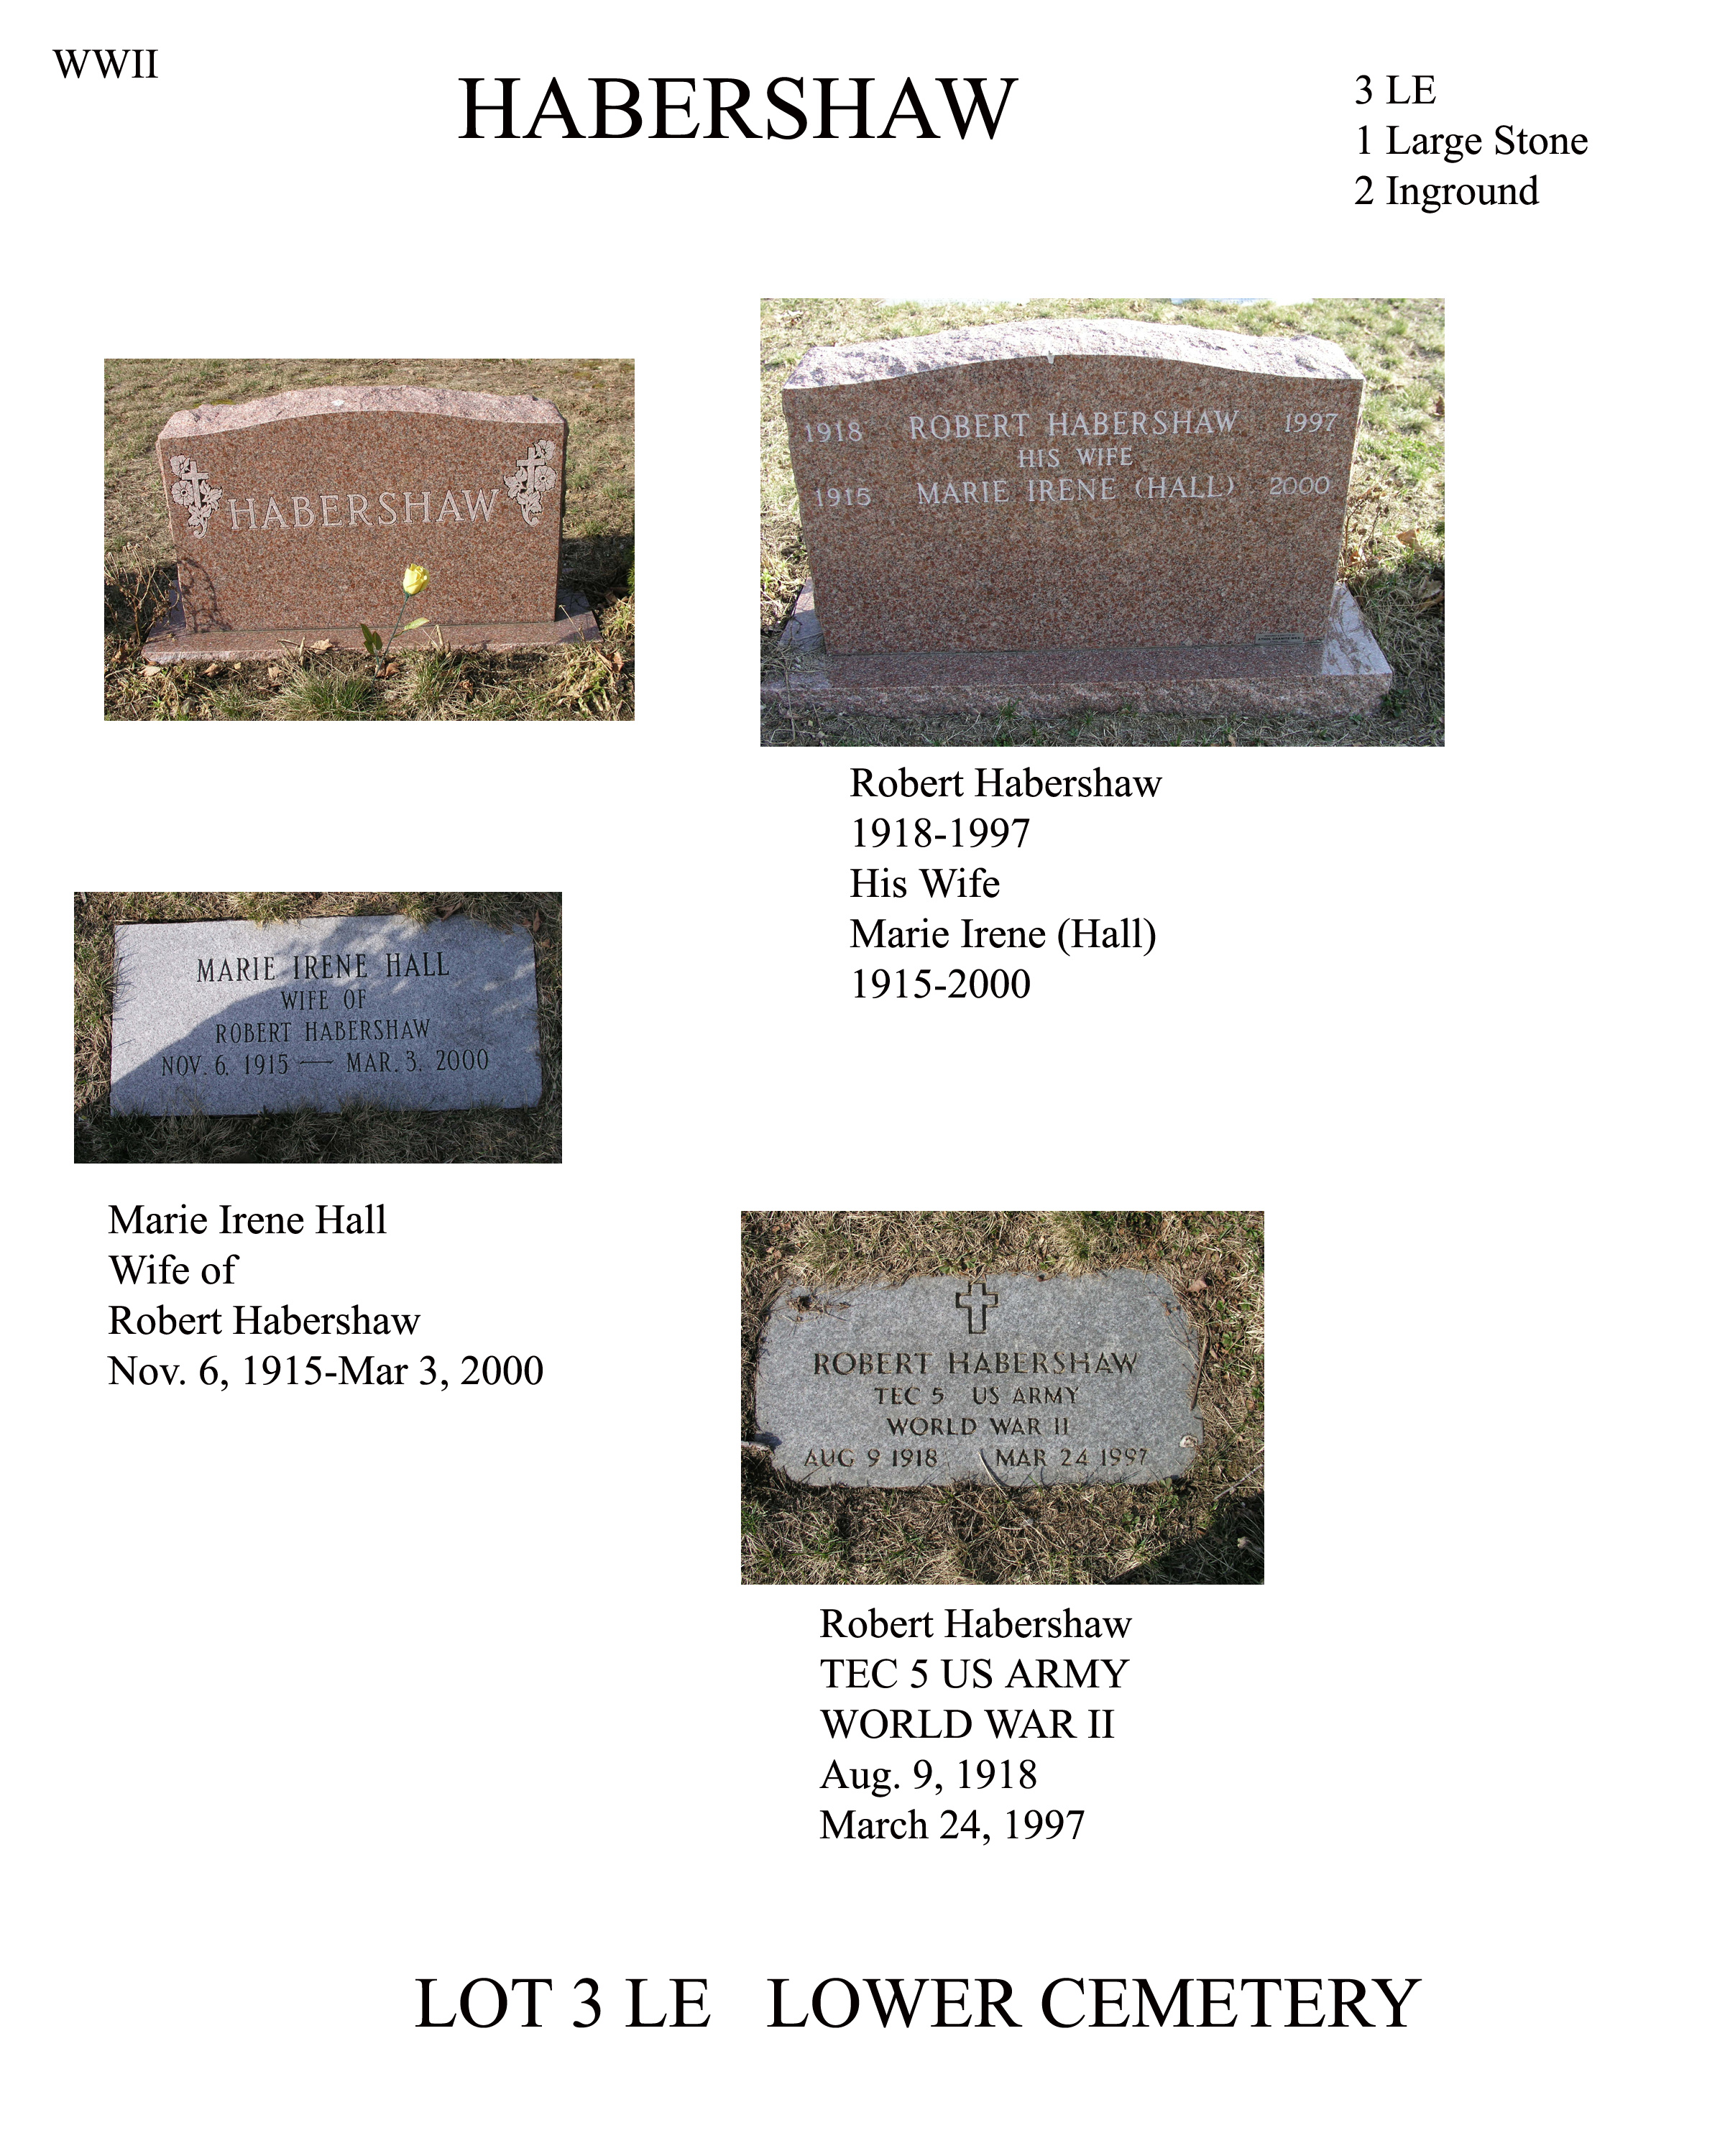 WWII
HABERSHAW
3 LE
1 Large Stone
2 Inground
HABERSHAW
1918 ROBERT HABERSHAW 1997
HIS WIFE
1915 MARIE IRENE (HALL) 2000
Robert Habershaw
1918-1997
His Wife
Marie Irene (Hall)
1915-2000
MARIE IRENE HALL
WIFE OF
ROBERT HABERSHAW
NOV. 6. 1915 — MAR. 3. 2000
Marie Irene Hall
Wife of
Robert Habershaw
Nov. 6, 1915-Mar 3, 2000
ROBERT HABERSHAW
TEC 5 US ARMY
WORLD WAR II
AUG 9 1918 MAR 24 1997
Robert Habershaw
TEC 5 US ARMY
WORLD WAR II
Aug. 9, 1918
March 24, 1997
LOT 3 LE LOWER CEMETERY